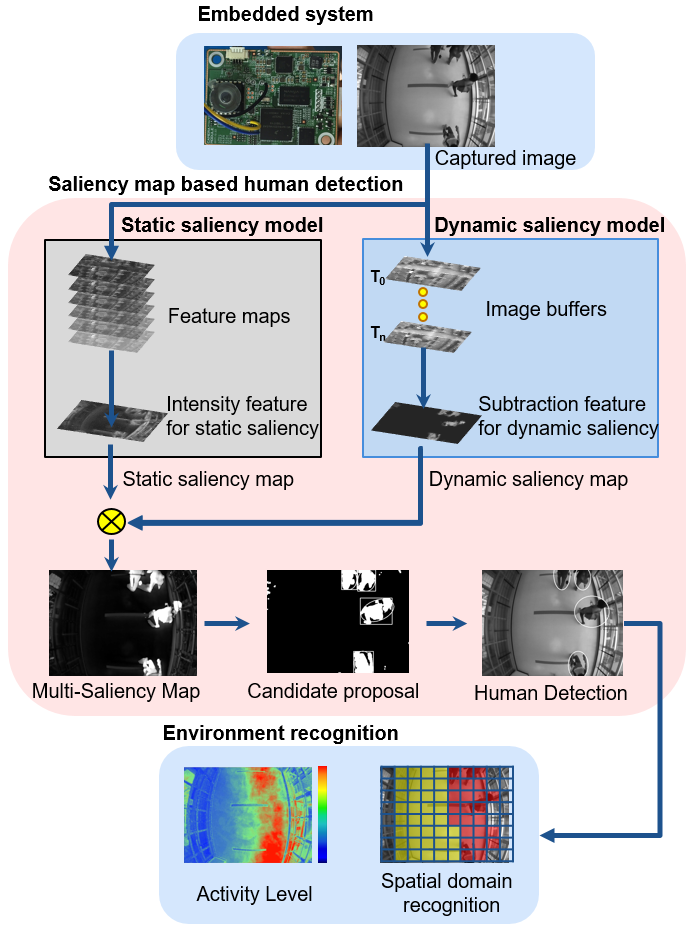 Embedded system
Captured image
Saliency map based human detection
Static saliency model
Dynamic saliency model
Feature maps
T0
Tn
Image buffers
Intensity feature
for static saliency
Subtraction feature
for dynamic saliency
Static saliency map
Dynamic saliency map
Multi-Saliency Map
Candidate proposal
Human Detection
Environment recognition
Activity Level
Spatial domain
recognition